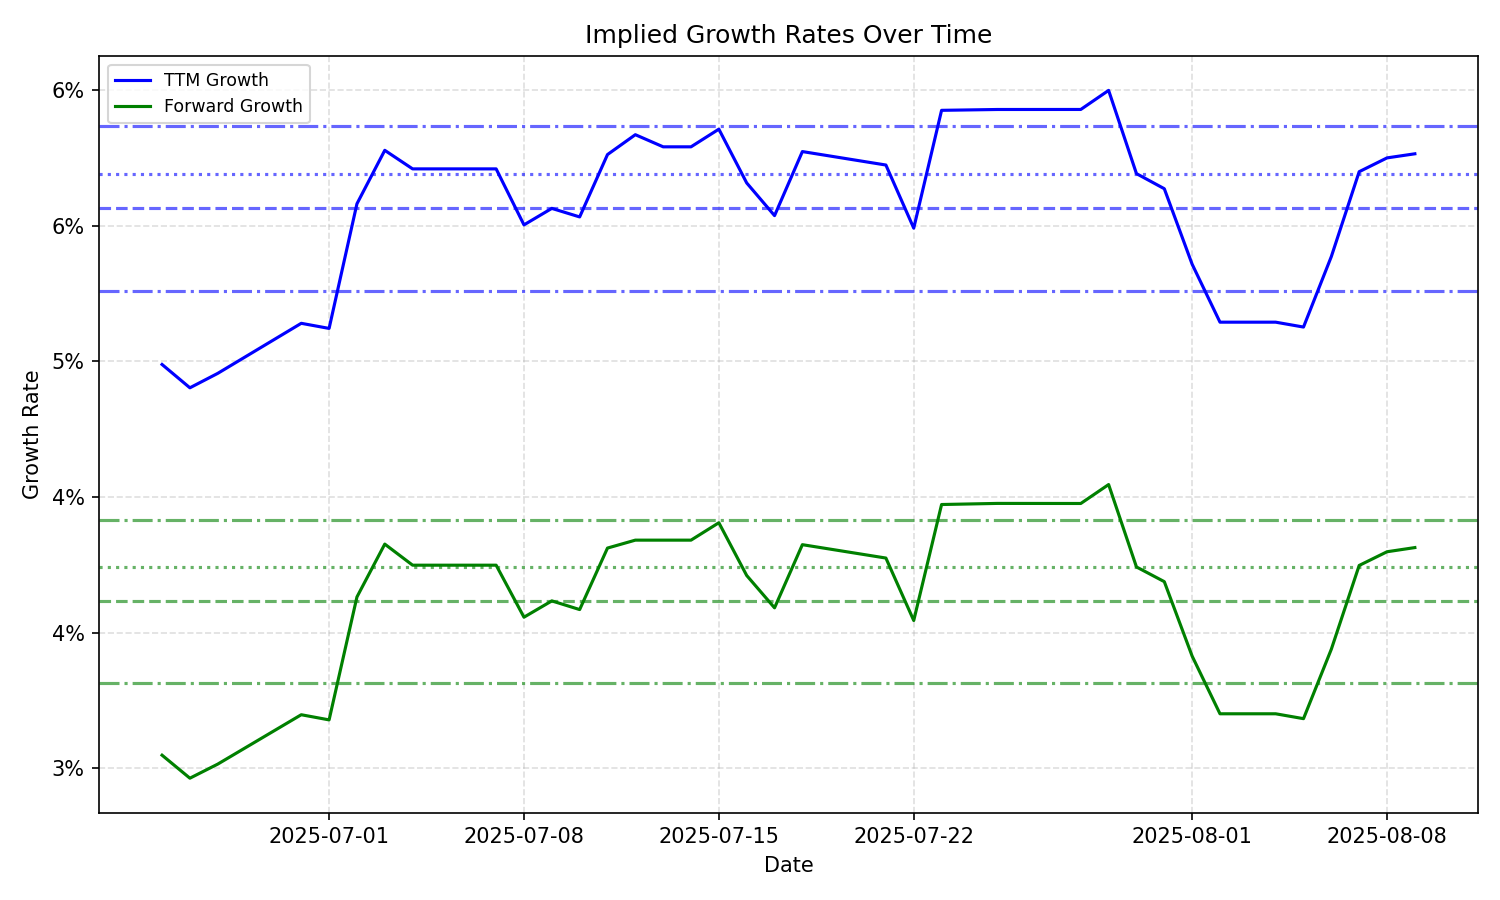 Implied Growth Rates Over Time
TTM Growth
Forward Growth
6%
6%
5%
4%
4%
3%
Growth Rate
2025-07-01
2025-07-08
2025-07-15
2025-07-22
2025-08-01
2025-08-08
Date